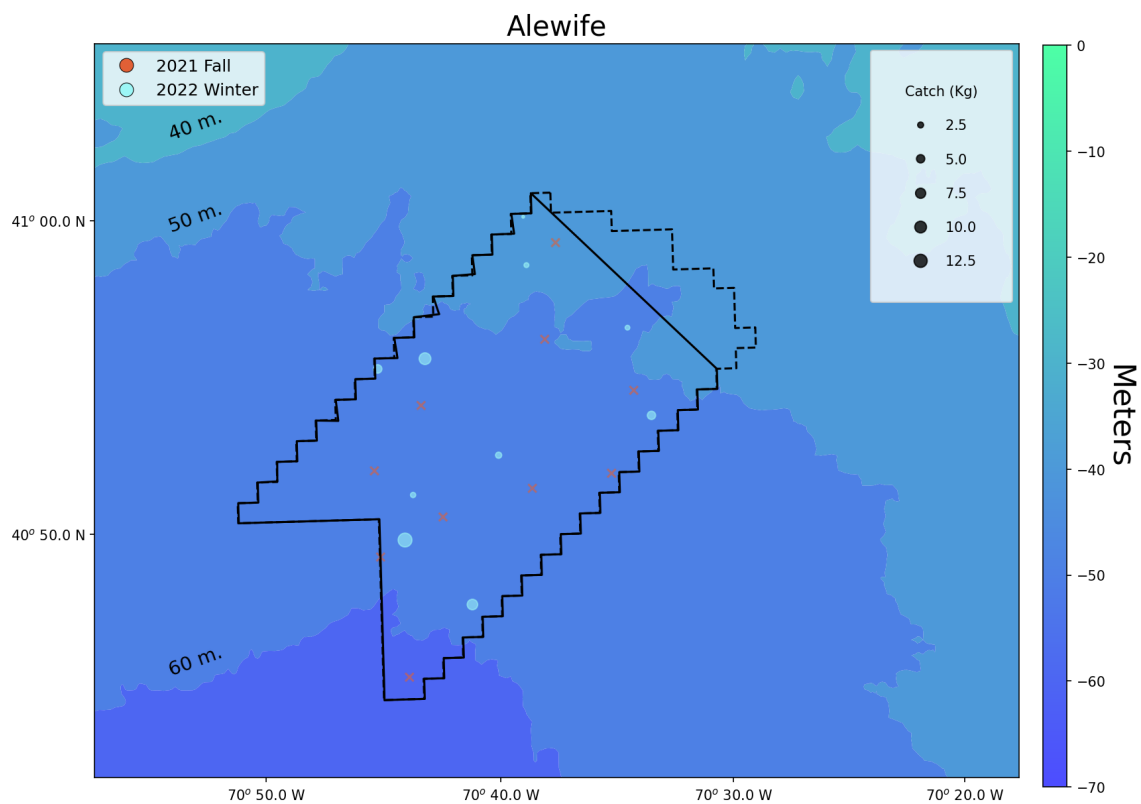 Alewife
2021 Fall
2022 Winter
40 m.
50 m.
60 m.
Catch (Kg)
2.5
5.0
7.5
10.0
12.5
41° 00.0 N
40° 50.0 N
70° 50.0 W
70° 40.0 W
70° 30.0 W
70° 20.0 W
0
−10
−20
−30
−40
−50
−60
−70
Meters